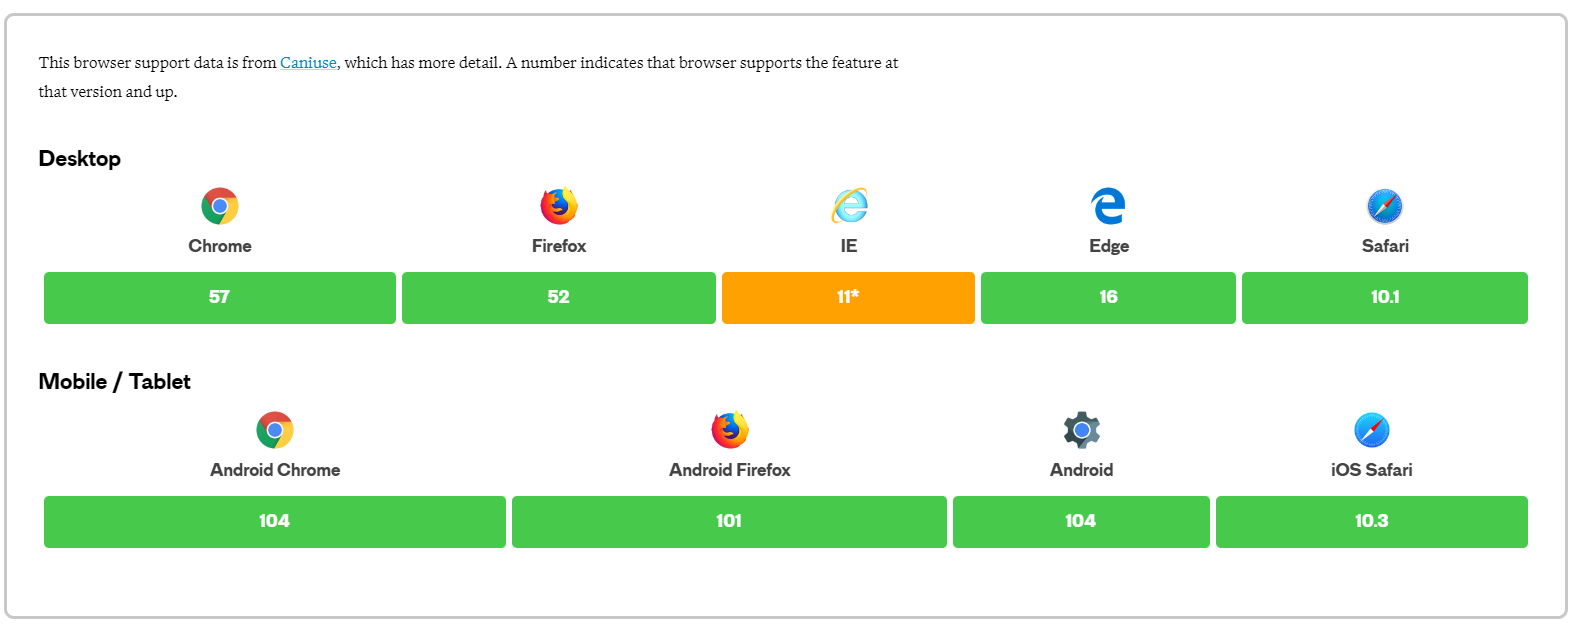 This browser support data is from Caniuse, which has more detail. A number indicates that browser supports the feature at
that version and up.
Desktop
Chrome Firefox IE Edge Safari
57 52 11* 16 10.1
Mobile / Tablet
Android Chrome Android Firefox Android iOS Safari
104 101 104 10.3